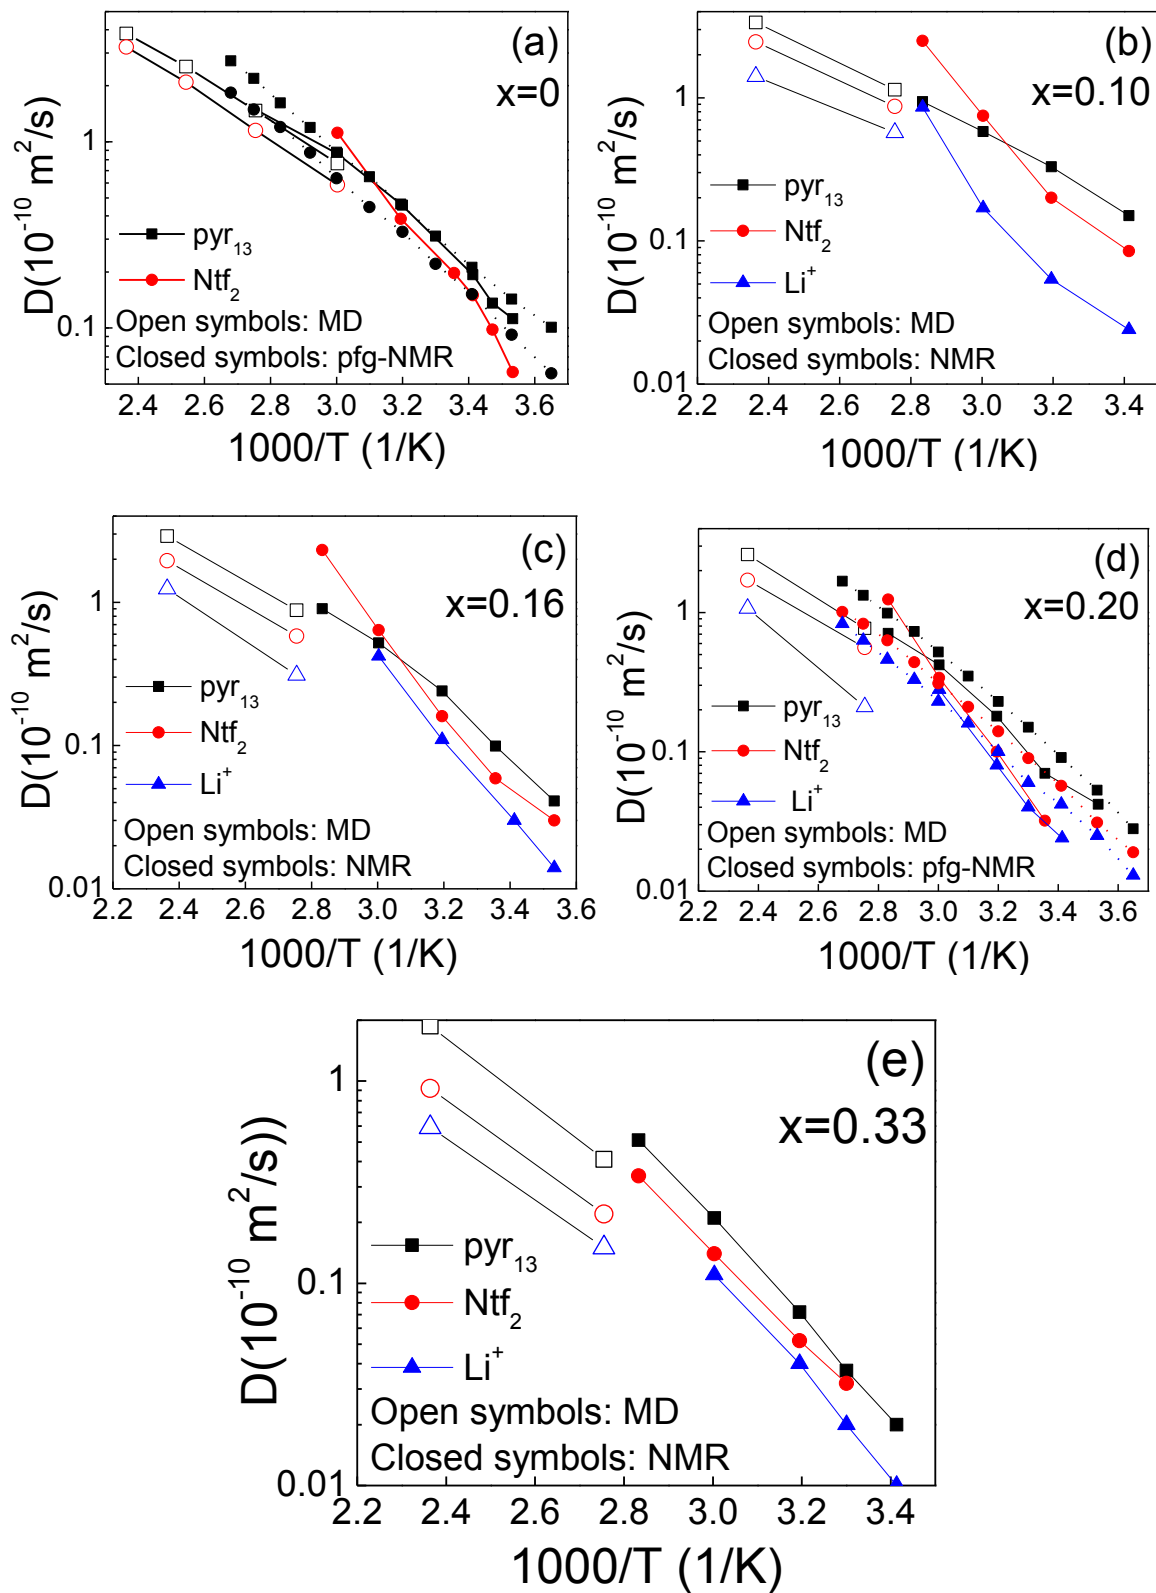 (a)
x=0
D(10⁻¹⁰ m²/s)
1
0.1
pyr₁₃
Ntf₂
Open symbols: MD
Closed symbols: pfg-NMR
2.4 2.6 2.8 3.0 3.2 3.4 3.6
1000/T (1/K)
(b)
x=0.10
D(10⁻¹⁰ m²/s)
10
1
0.1
0.01
pyr₁₃
Ntf₂
Li⁺
Open symbols: MD
Closed symbols: NMR
2.2 2.4 2.6 2.8 3.0 3.2 3.4
1000/T (1/K)
(c)
x=0.16
D(10⁻¹⁰ m²/s)
1
0.1
0.01
pyr₁₃
Ntf₂
Li⁺
Open symbols: MD
Closed symbols: NMR
2.2 2.4 2.6 2.8 3.0 3.2 3.4 3.6
1000/T (1/K)
(d)
x=0.20
D(10⁻¹⁰ m²/s)
1
0.1
0.01
pyr₁₃
Ntf₂
Li⁺
Open symbols: MD
Closed symbols: pfg-NMR
2.2 2.4 2.6 2.8 3.0 3.2 3.4 3.6
1000/T (1/K)
(e)
x=0.33
D(10⁻¹⁰ m²/s))
1
0.1
0.01
pyr₁₃
Ntf₂
Li⁺
Open symbols: MD
Closed symbols: NMR
2.2 2.4 2.6 2.8 3.0 3.2 3.4
1000/T (1/K)